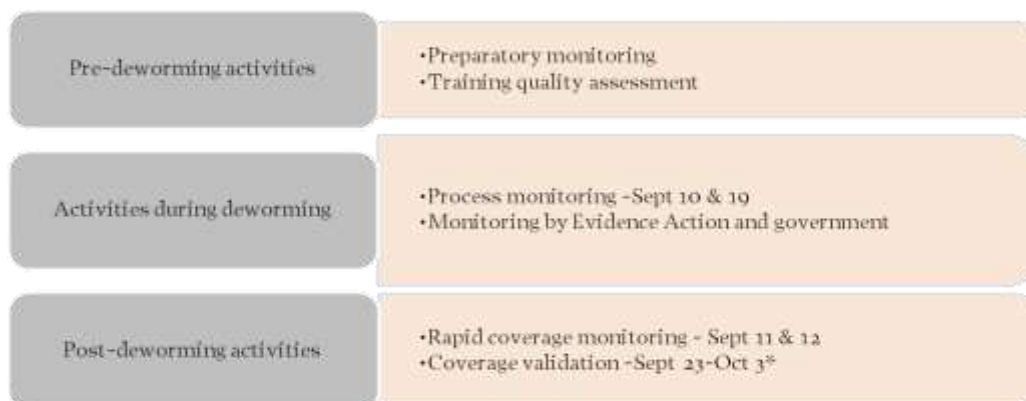 Pre-deworming activities
•Preparatory monitoring
•Training quality assessment
Activities during deworming
•Process monitoring -Sept 10 & 19
•Monitoring by Evidence Action and government
Post-deworming activities
•Rapid coverage monitoring - Sept 11 & 12
•Coverage validation -Sept 23-Oct 3*